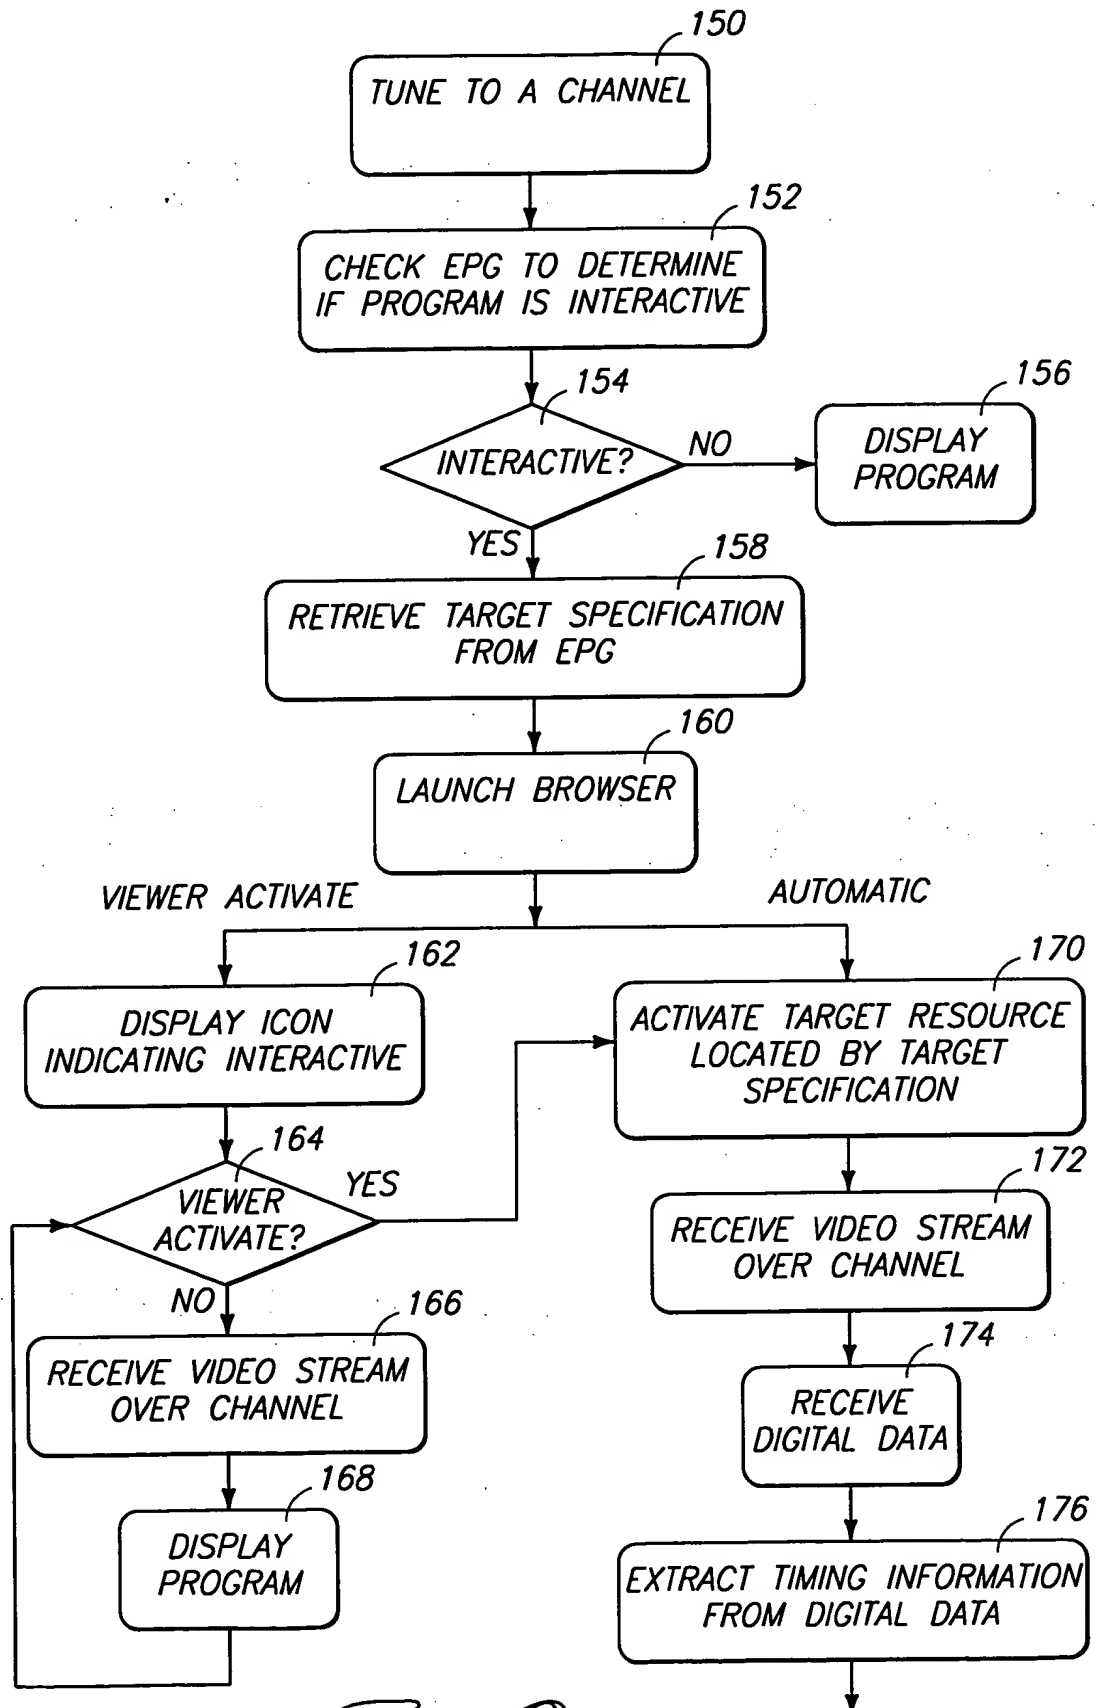 150
TUNE TO A CHANNEL
152
CHECK EPG TO DETERMINE
IF PROGRAM IS INTERACTIVE
154
INTERACTIVE?
NO
156
DISPLAY
PROGRAM
YES
158
RETRIEVE TARGET SPECIFICATION
FROM EPG
160
LAUNCH BROWSER
VIEWER ACTIVATE
AUTOMATIC
162
DISPLAY ICON
INDICATING INTERACTIVE
164
VIEWER
ACTIVATE?
YES
NO
166
RECEIVE VIDEO STREAM
OVER CHANNEL
168
DISPLAY
PROGRAM
170
ACTIVATE TARGET RESOURCE
LOCATED BY TARGET
SPECIFICATION
172
RECEIVE VIDEO STREAM
OVER CHANNEL
174
RECEIVE
DIGITAL DATA
176
EXTRACT TIMING INFORMATION
FROM DIGITAL DATA